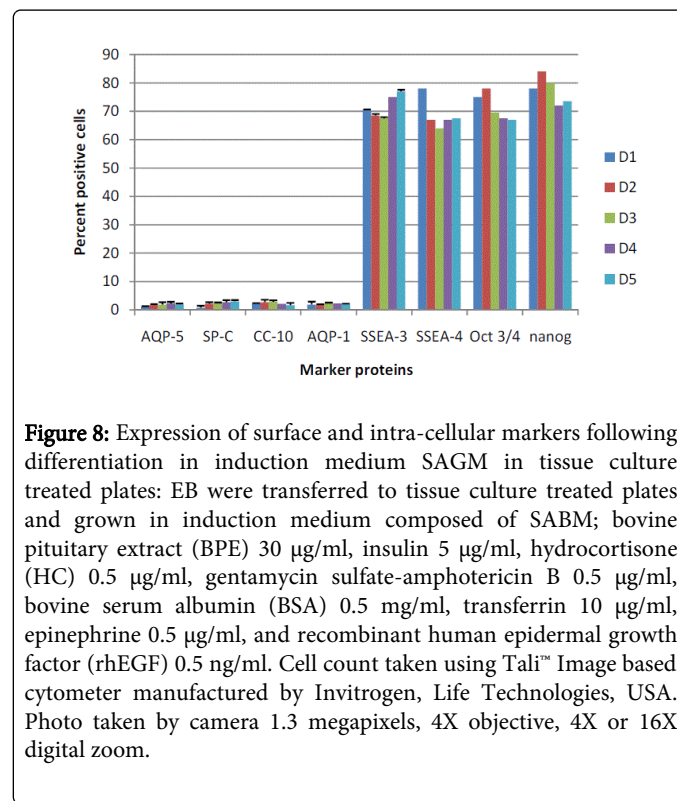 90
80
70
60
50
40
30
20
10
0
Percent positive cells
AQP-5 SP-C CC-10 AQP-1 SSEA-3 SSEA-4 Oct 3/4 nanog
Marker proteins
D1
D2
D3
D4
D5
Figure 8: Expression of surface and intra-cellular markers following
differentiation in induction medium SAGM in tissue culture
treated plates: EB were transferred to tissue culture treated plates
and grown in induction medium composed of SABM; bovine
pituitary extract (BPE) 30 μg/ml, insulin 5 μg/ml, hydrocortisone
(HC) 0.5 μg/ml, gentamycin sulfate-amphotericin B 0.5 μg/ml,
bovine serum albumin (BSA) 0.5 mg/ml, transferrin 10 μg/ml,
epinephrine 0.5 μg/ml, and recombinant human epidermal growth
factor (rhEGF) 0.5 ng/ml. Cell count taken using Tali™ Image based
cytometer manufactured by Invitrogen, Life Technologies, USA.
Photo taken by camera 1.3 megapixels, 4X objective, 4X or 16X
digital zoom.